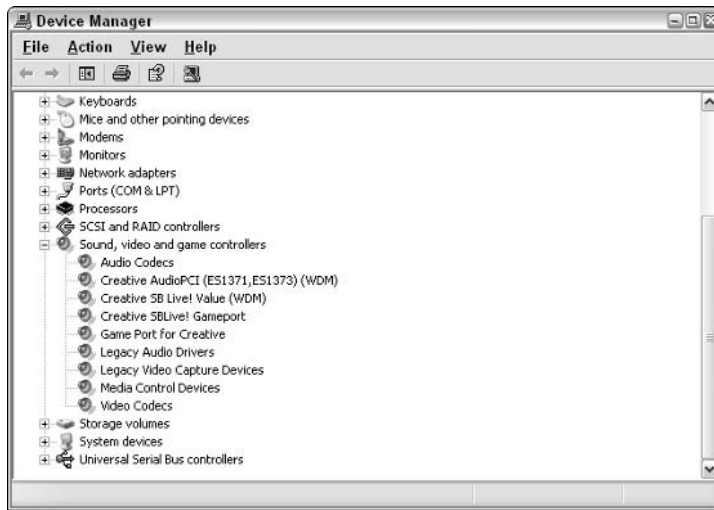 Device Manager
File Action View Help
Keyboards
Mice and other pointing devices
Modems
Monitors
Network adapters
Ports (COM & LPT)
Processors
SCSI and RAID controllers
Sound, video and game controllers
Audio Codecs
Creative AudioPCI (ES1371,ES1373) (WDM)
Creative SB Live! Value (WDM)
Creative SBLive! Gameport
Game Port for Creative
Legacy Audio Drivers
Legacy Video Capture Devices
Media Control Devices
Video Codecs
Storage volumes
System devices
Universal Serial Bus controllers